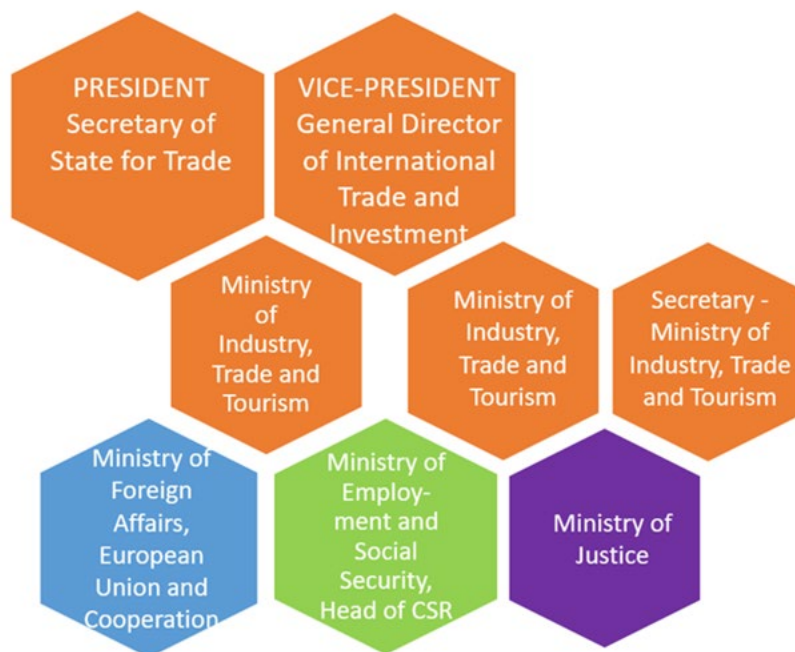 PRESIDENT
Secretary of
State for Trade
VICE-PRESIDENT
General Director
of International
Trade and
Investment
Ministry
of
Industry,
Trade and
Tourism
Ministry of
Industry,
Trade and
Tourism
Secretary -
Ministry of
Industry, Trade
and Tourism
Ministry of
Foreign
Affairs,
European
Union and
Cooperation
Ministry of
Employ-
ment and
Social
Security,
Head of CSR
Ministry of
Justice